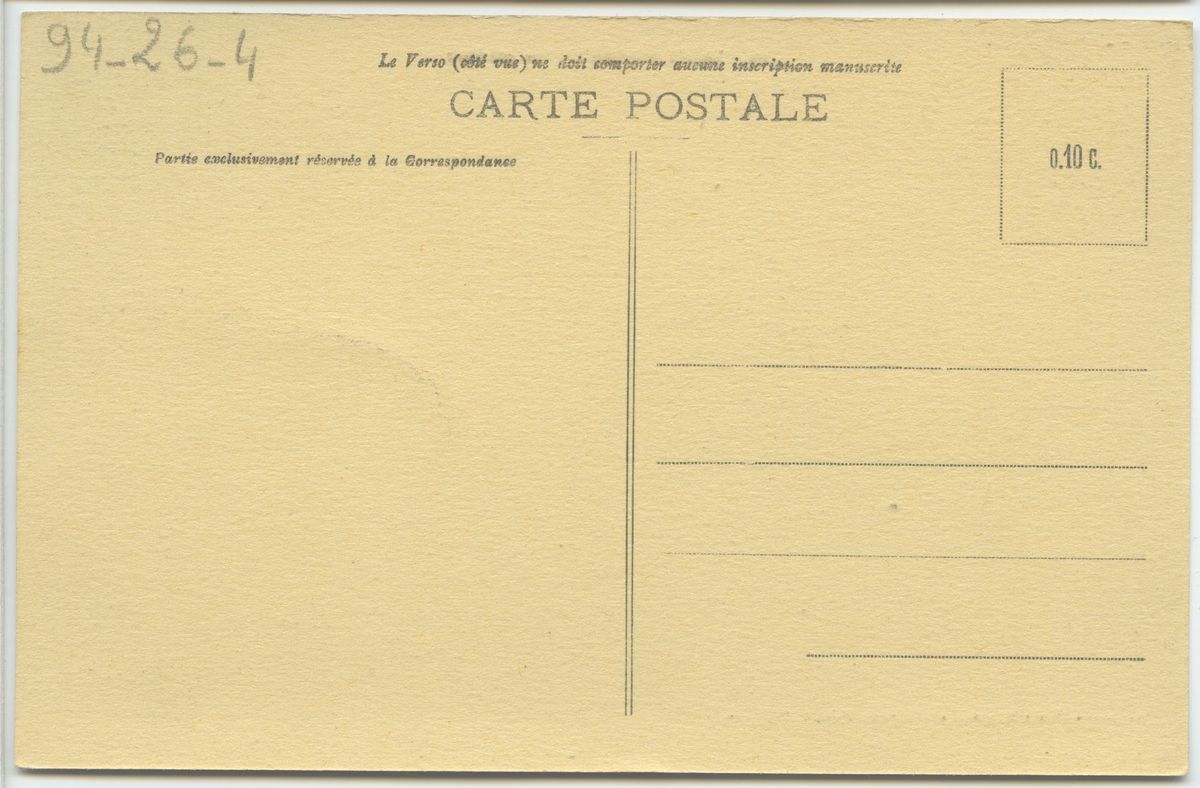 94-26-4
Le Verso (côté vue) ne doit comporter aucune inscription manuscrite
CARTE POSTALE
Partie exclusivement réservée à la Correspondance
0.10 C.